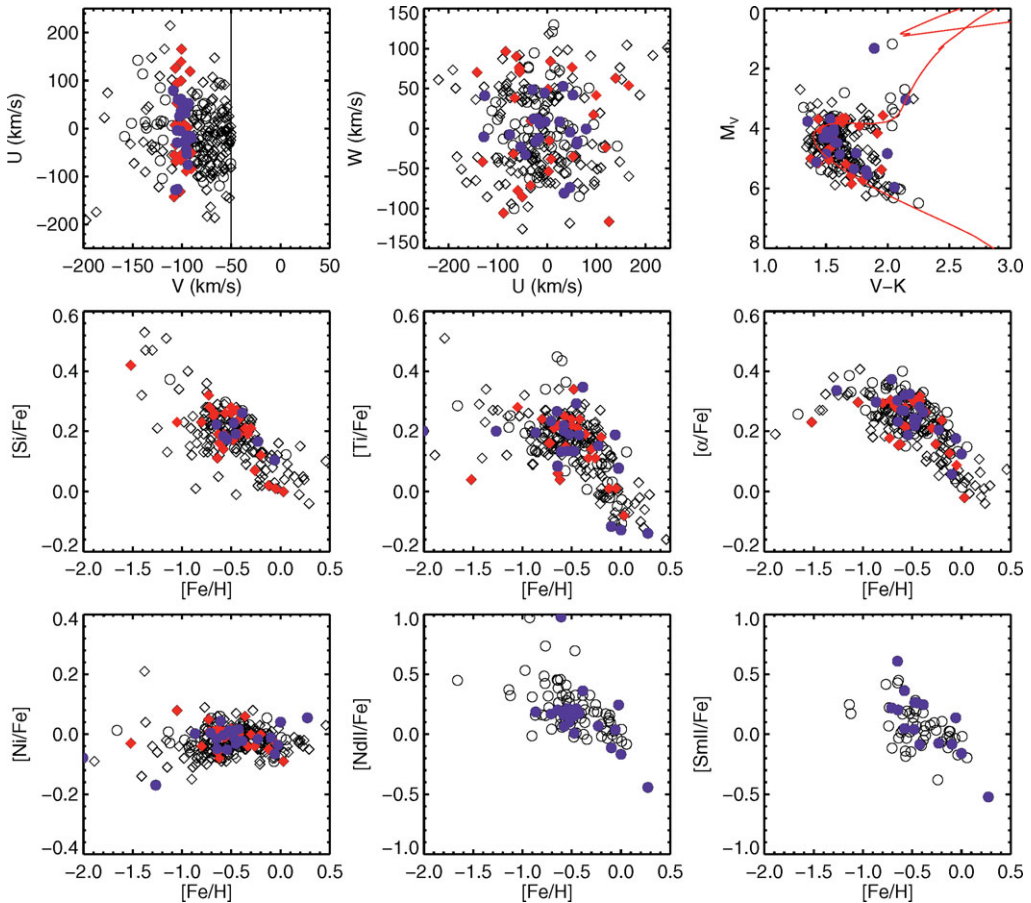 U (km/s)
200
100
0
−100
−200
−200 −150 −100 −50 0 50
V (km/s)
W (km/s)
150
100
50
0
−50
−100
−150
−200 −100 0 100 200
U (km/s)
M_V
0
2
4
6
8
1.0 1.5 2.0 2.5 3.0
V−K
[Si/Fe]
0.6
0.4
0.2
0.0
−0.2
−2.0 −1.5 −1.0 −0.5 0.0 0.5
[Fe/H]
[Ti/Fe]
0.6
0.4
0.2
0.0
−0.2
−2.0 −1.5 −1.0 −0.5 0.0 0.5
[Fe/H]
[α/Fe]
0.6
0.4
0.2
0.0
−0.2
−2.0 −1.5 −1.0 −0.5 0.0 0.5
[Fe/H]
[Ni/Fe]
0.4
0.2
0.0
−0.2
−0.4
−2.0 −1.5 −1.0 −0.5 0.0 0.5
[Fe/H]
[NdII/Fe]
1.0
0.5
0.0
−0.5
−1.0
−2.0 −1.5 −1.0 −0.5 0.0 0.5
[Fe/H]
[SmII/Fe]
1.0
0.5
0.0
−0.5
−1.0
−2.0 −1.5 −1.0 −0.5 0.0 0.5
[Fe/H]